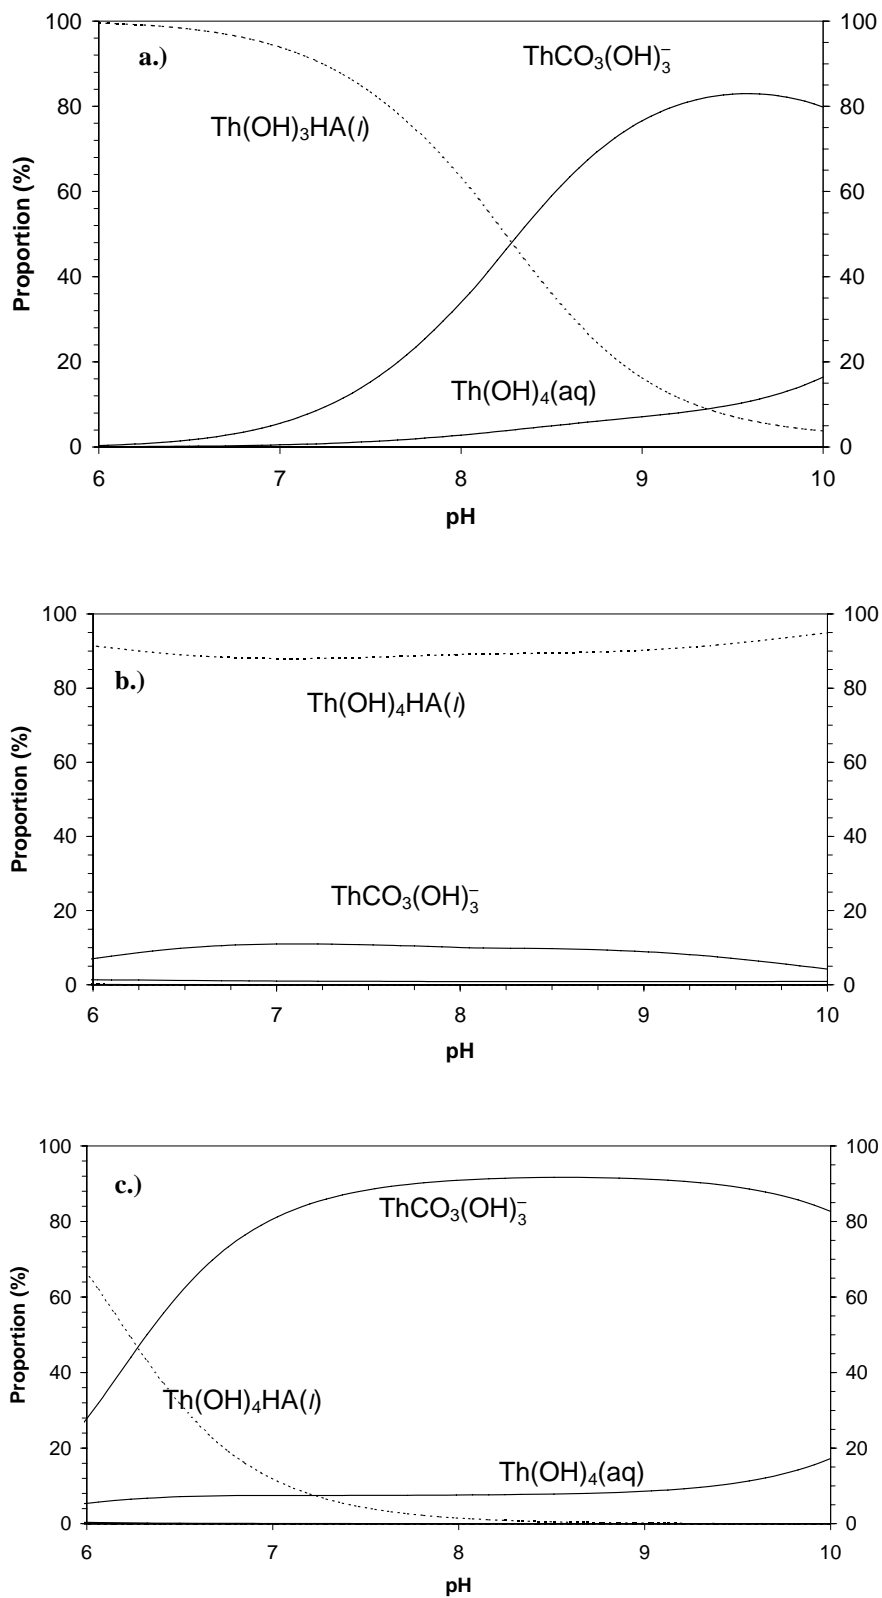 a.)
ThCO₃(OH)₃⁻
Th(OH)₃HA(i)
Th(OH)₄(aq)
Proportion (%)
100 80 60 40 20 0
100 80 60 40 20 0
6 7 8 9 10
pH
b.)
Th(OH)₄HA(i)
ThCO₃(OH)₃⁻
Proportion (%)
100 80 60 40 20 0
100 80 60 40 20 0
6 7 8 9 10
pH
c.)
ThCO₃(OH)₃⁻
Th(OH)₄HA(i)
Th(OH)₄(aq)
Proportion (%)
100 80 60 40 20 0
100 80 60 40 20 0
6 7 8 9 10
pH